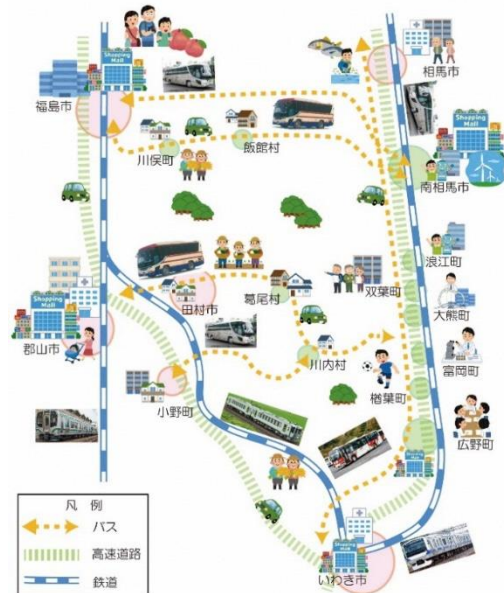 Shopping Mall
福島市
相馬市
Shopping Mall
川俣町
飯館村
南相馬市
浪江町
双葉町
大熊町
田村市
葛尾村
Shopping Mall
郡山市
川内村
富岡町
小野町
楢葉町
広野町
凡 例
バス
高速道路
鉄道
Shopping Mall
いわき市